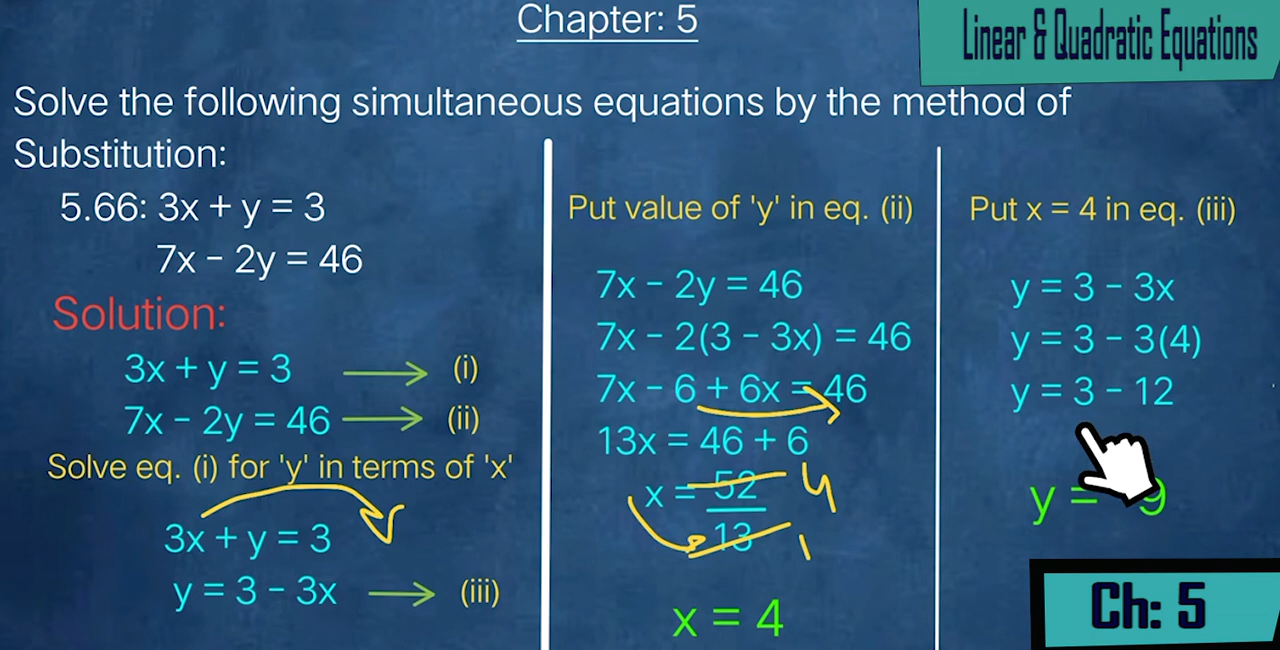 Chapter: 5
Linear & Quadratic Equations
Solve the following simultaneous equations by the method of
Substitution:
5.66: 3x + y = 3
7x − 2y = 46
Solution:
3x + y = 3 ⟶ (i)
7x − 2y = 46 ⟶ (ii)
Solve eq. (i) for 'y' in terms of 'x'
3x + y = 3
y = 3 − 3x ⟶ (iii)
Put value of 'y' in eq. (ii)
7x − 2y = 46
7x − 2(3 − 3x) = 46
7x − 6 + 6x = 46
13x = 46 + 6
x = 52 4
13 1
x = 4
Put x = 4 in eq. (iii)
y = 3 − 3x
y = 3 − 3(4)
y = 3 − 12
y = 9
Ch: 5